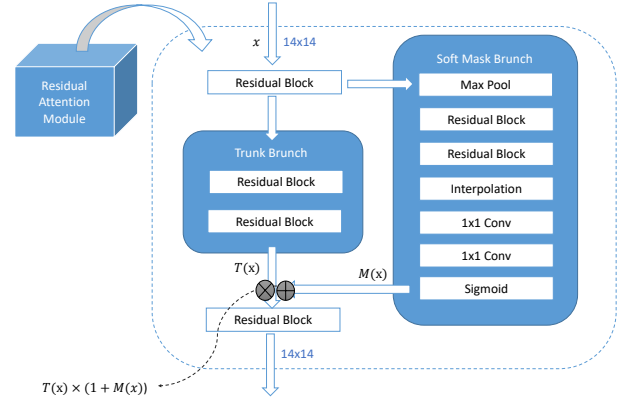 x
14x14
Soft Mask Brunch
Residual
Attention
Module
Residual Block
Max Pool
Residual Block
Trunk Brunch
Residual Block
Residual Block
Interpolation
Residual Block
1x1 Conv
1x1 Conv
T(x)
M(x)
Sigmoid
Residual Block
14x14
T(x) × (1 + M(x))